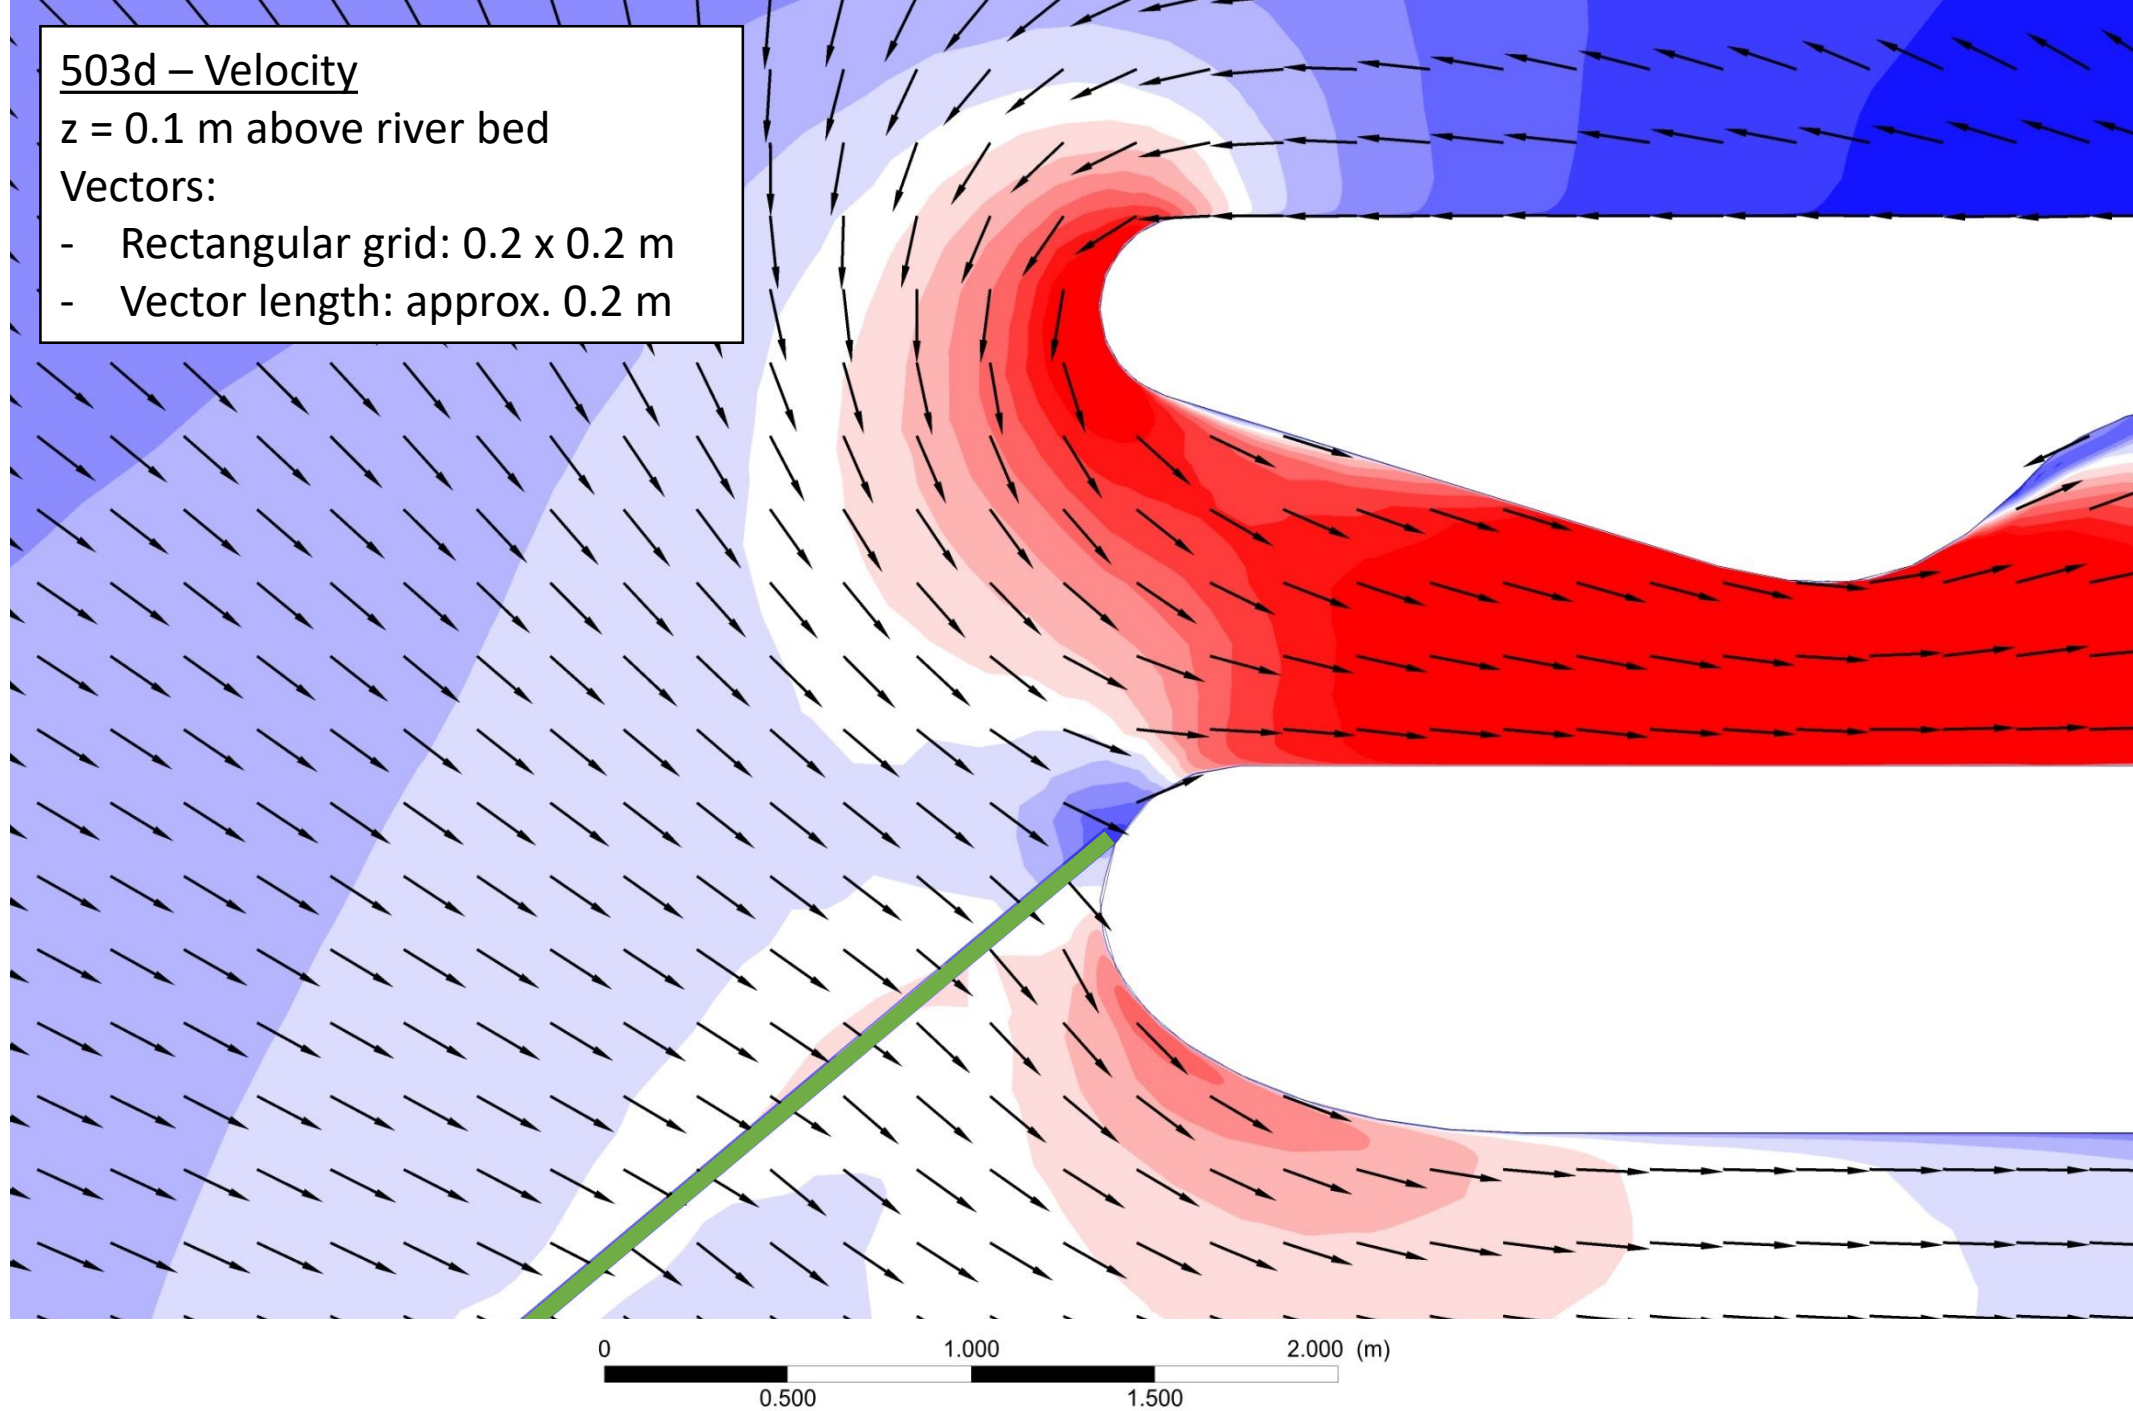 503d – Velocity
z = 0.1 m above river bed
Vectors:
- Rectangular grid: 0.2 x 0.2 m
- Vector length: approx. 0.2 m
0 1.000 2.000 (m)
0.500 1.500